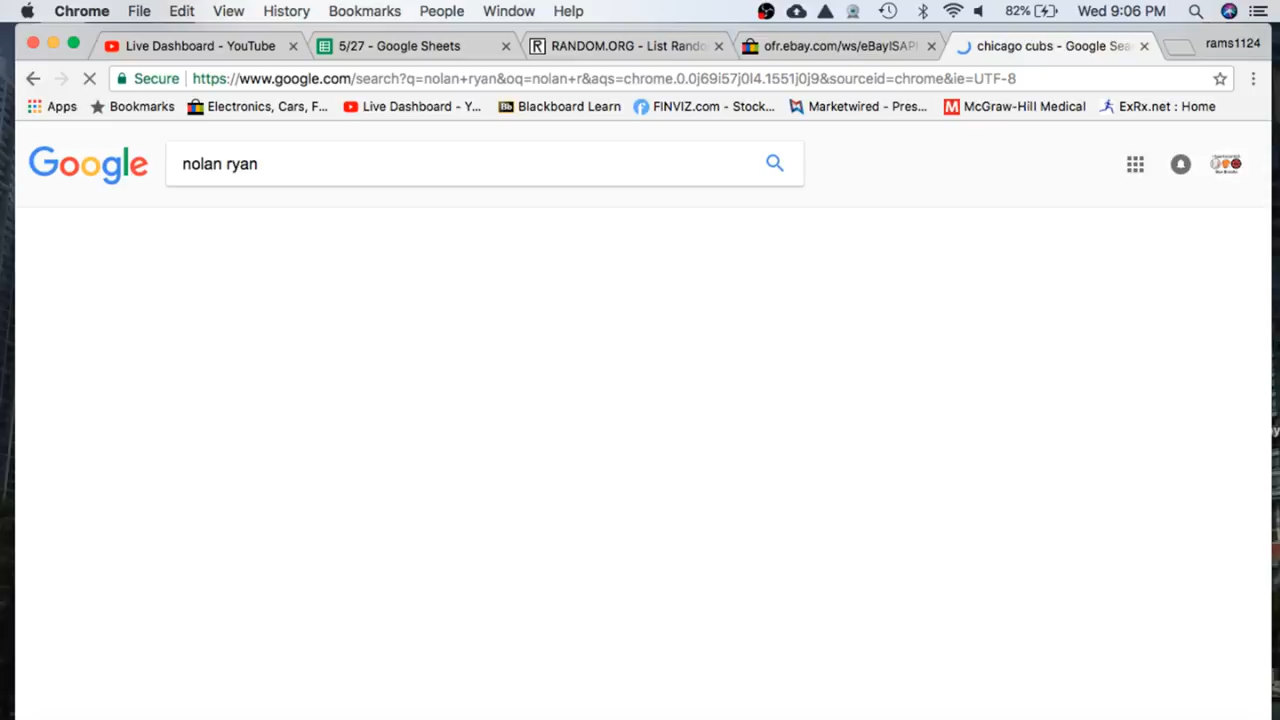 Chrome File Edit View History Bookmarks People Window Help 82% Wed 9:06 PM
Live Dashboard - YouTube 5/27 - Google Sheets RANDOM.ORG - List Rando ofr.ebay.com/ws/eBayISAPI chicago cubs - Google Sea rams1124
Secure https://www.google.com/search?q=nolan+ryan&oq=nolan+r&aqs=chrome.0.0j69i57j0l4.1551j0j9&sourceid=chrome&ie=UTF-8
Apps Bookmarks Electronics, Cars, F... Live Dashboard - Y... Bb Blackboard Learn FINVIZ.com - Stock... Marketwired - Pres... M McGraw-Hill Medical ExRx.net : Home
Google nolan ryan